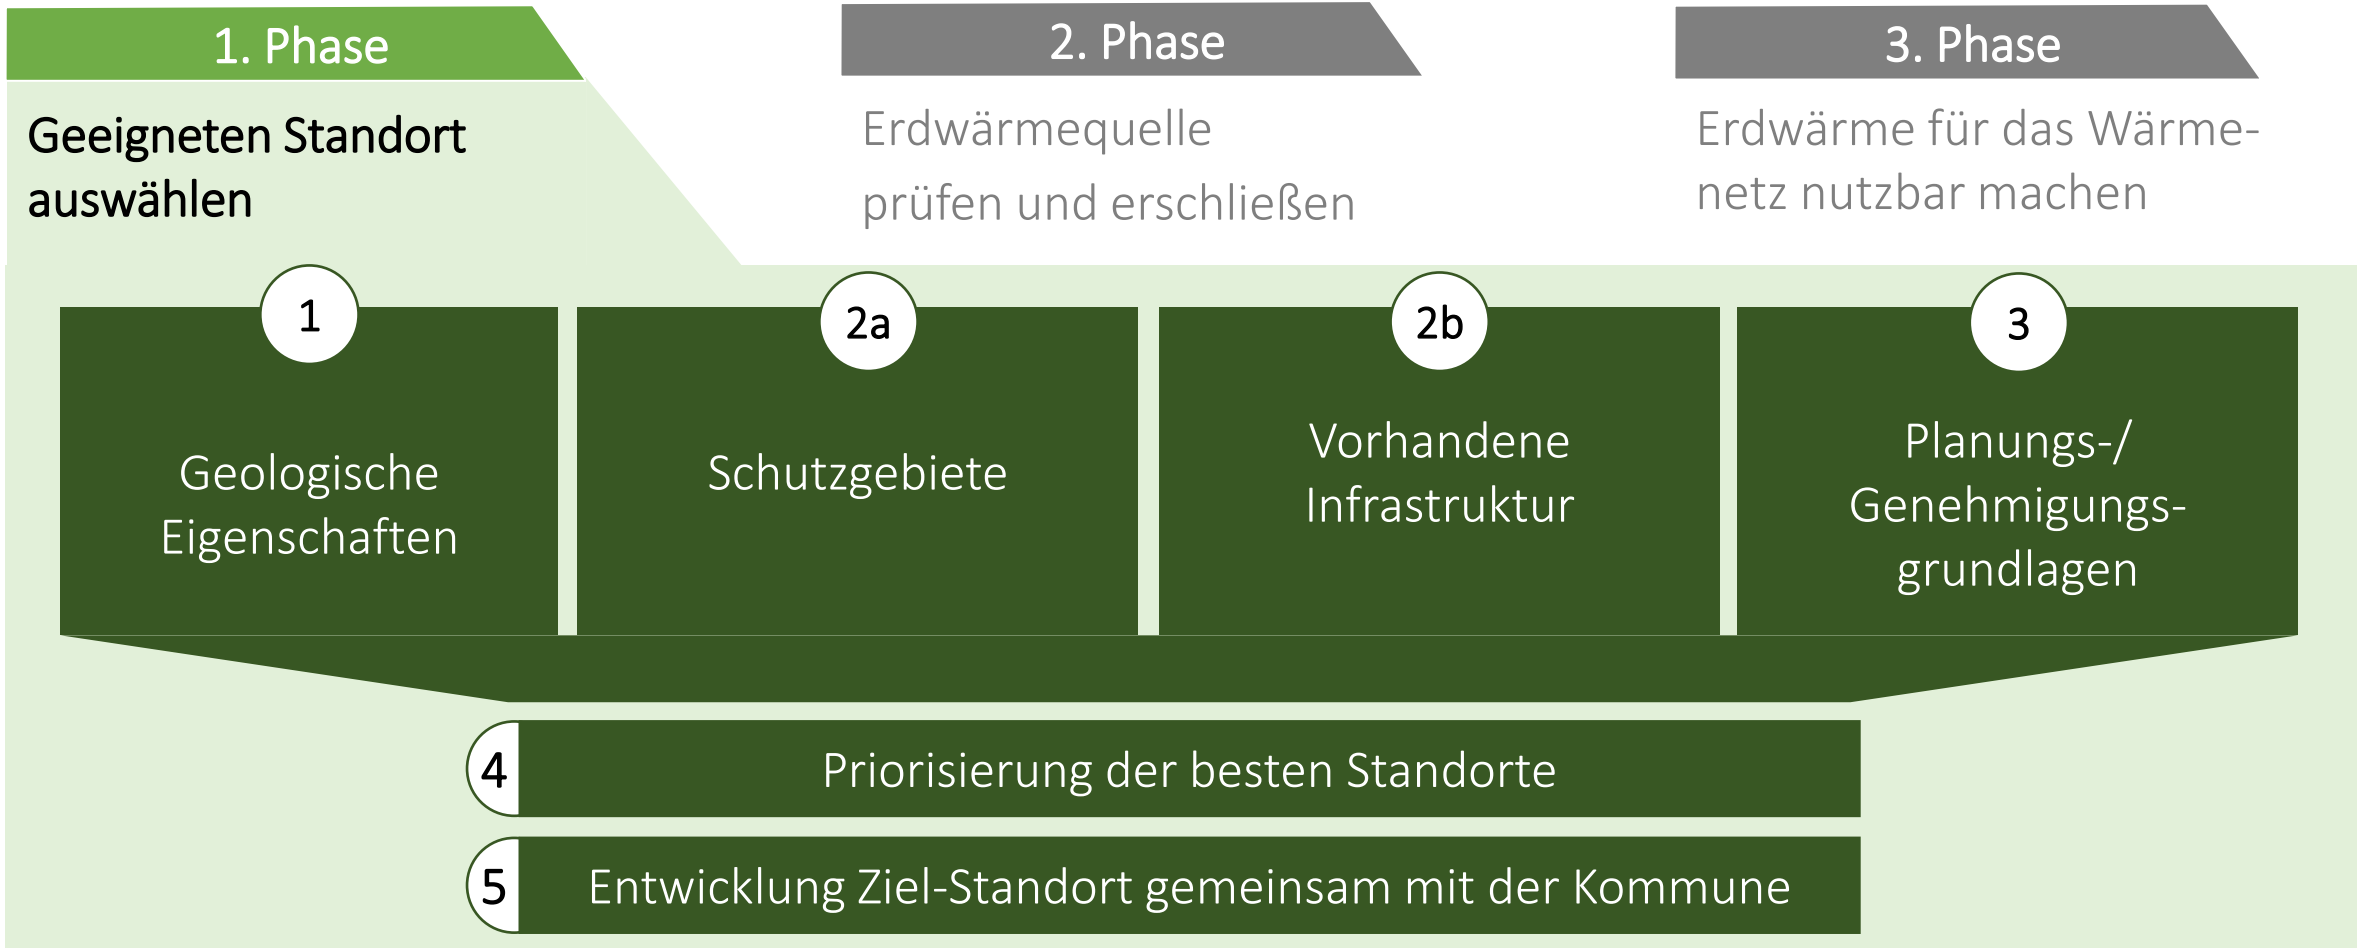 1. Phase
Geeigneten Standort
auswählen
2. Phase
Erdwärmequelle
prüfen und erschließen
3. Phase
Erdwärme für das Wärme-
netz nutzbar machen
1
Geologische
Eigenschaften
2a
Schutzgebiete
2b
Vorhandene
Infrastruktur
3
Planungs-/
Genehmigungs-
grundlagen
4
Priorisierung der besten Standorte
5
Entwicklung Ziel-Standort gemeinsam mit der Kommune